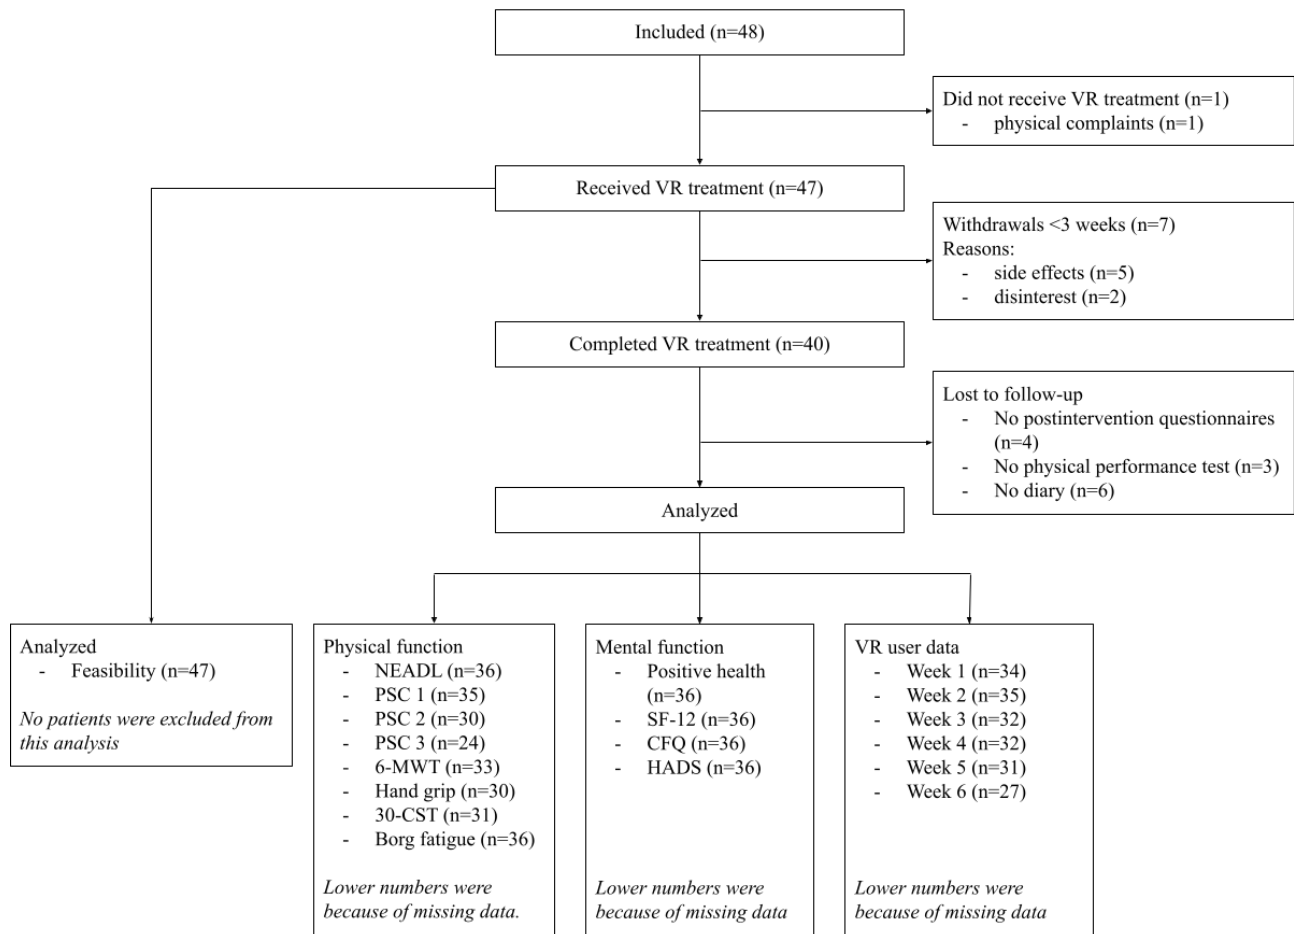 Included (n=48)
Did not receive VR treatment (n=1)
- physical complaints (n=1)
Received VR treatment (n=47)
Withdrawals <3 weeks (n=7)
Reasons:
- side effects (n=5)
- disinterest (n=2)
Completed VR treatment (n=40)
Lost to follow-up
- No postintervention questionnaires
(n=4)
- No physical performance test (n=3)
- No diary (n=6)
Analyzed
Analyzed
- Feasibility (n=47)
No patients were excluded from
this analysis
Physical function
- NEADL (n=36)
- PSC 1 (n=35)
- PSC 2 (n=30)
- PSC 3 (n=24)
- 6-MWT (n=33)
- Hand grip (n=30)
- 30-CST (n=31)
- Borg fatigue (n=36)
Lower numbers were
because of missing data.
Mental function
- Positive health
(n=36)
- SF-12 (n=36)
- CFQ (n=36)
- HADS (n=36)
Lower numbers were
because of missing data
VR user data
- Week 1 (n=34)
- Week 2 (n=35)
- Week 3 (n=32)
- Week 4 (n=32)
- Week 5 (n=31)
- Week 6 (n=27)
Lower numbers were
because of missing data